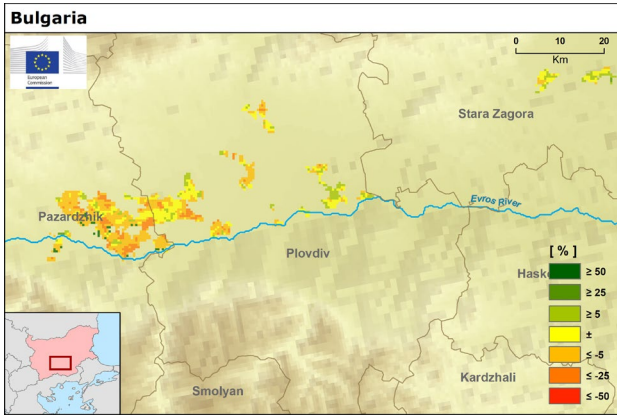 Bulgaria
European
Commission
0 10 20
Km
Stara Zagora
Pazardzhik
Evros River
Plovdiv
[ % ]
≥ 50
Hask
≥ 25
≥ 5
±
≤ -5
≤ -25
≤ -50
Smolyan
Kardzhali